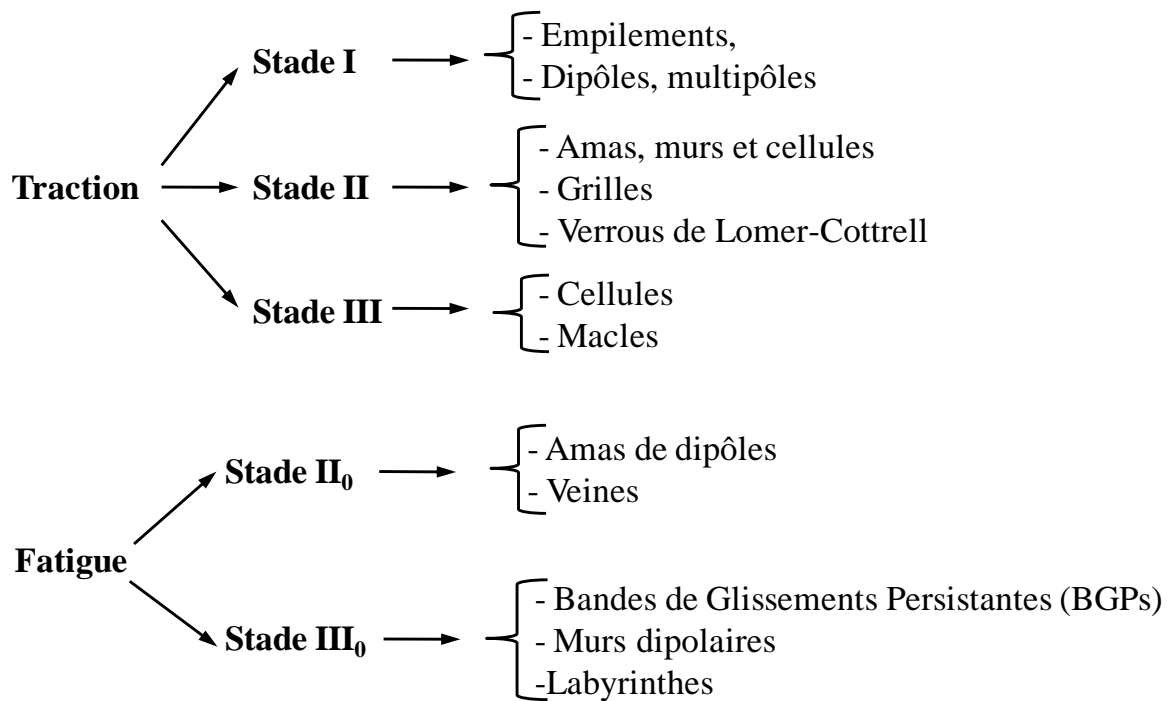 Traction
Stade I
- Empilements,
- Dipôles, multipôles
Stade II
- Amas, murs et cellules
- Grilles
- Verrous de Lomer-Cottrell
Stade III
- Cellules
- Macles
Fatigue
Stade II₀
- Amas de dipôles
- Veines
Stade III₀
- Bandes de Glissements Persistantes (BGPs)
- Murs dipolaires
-Labyrinthes